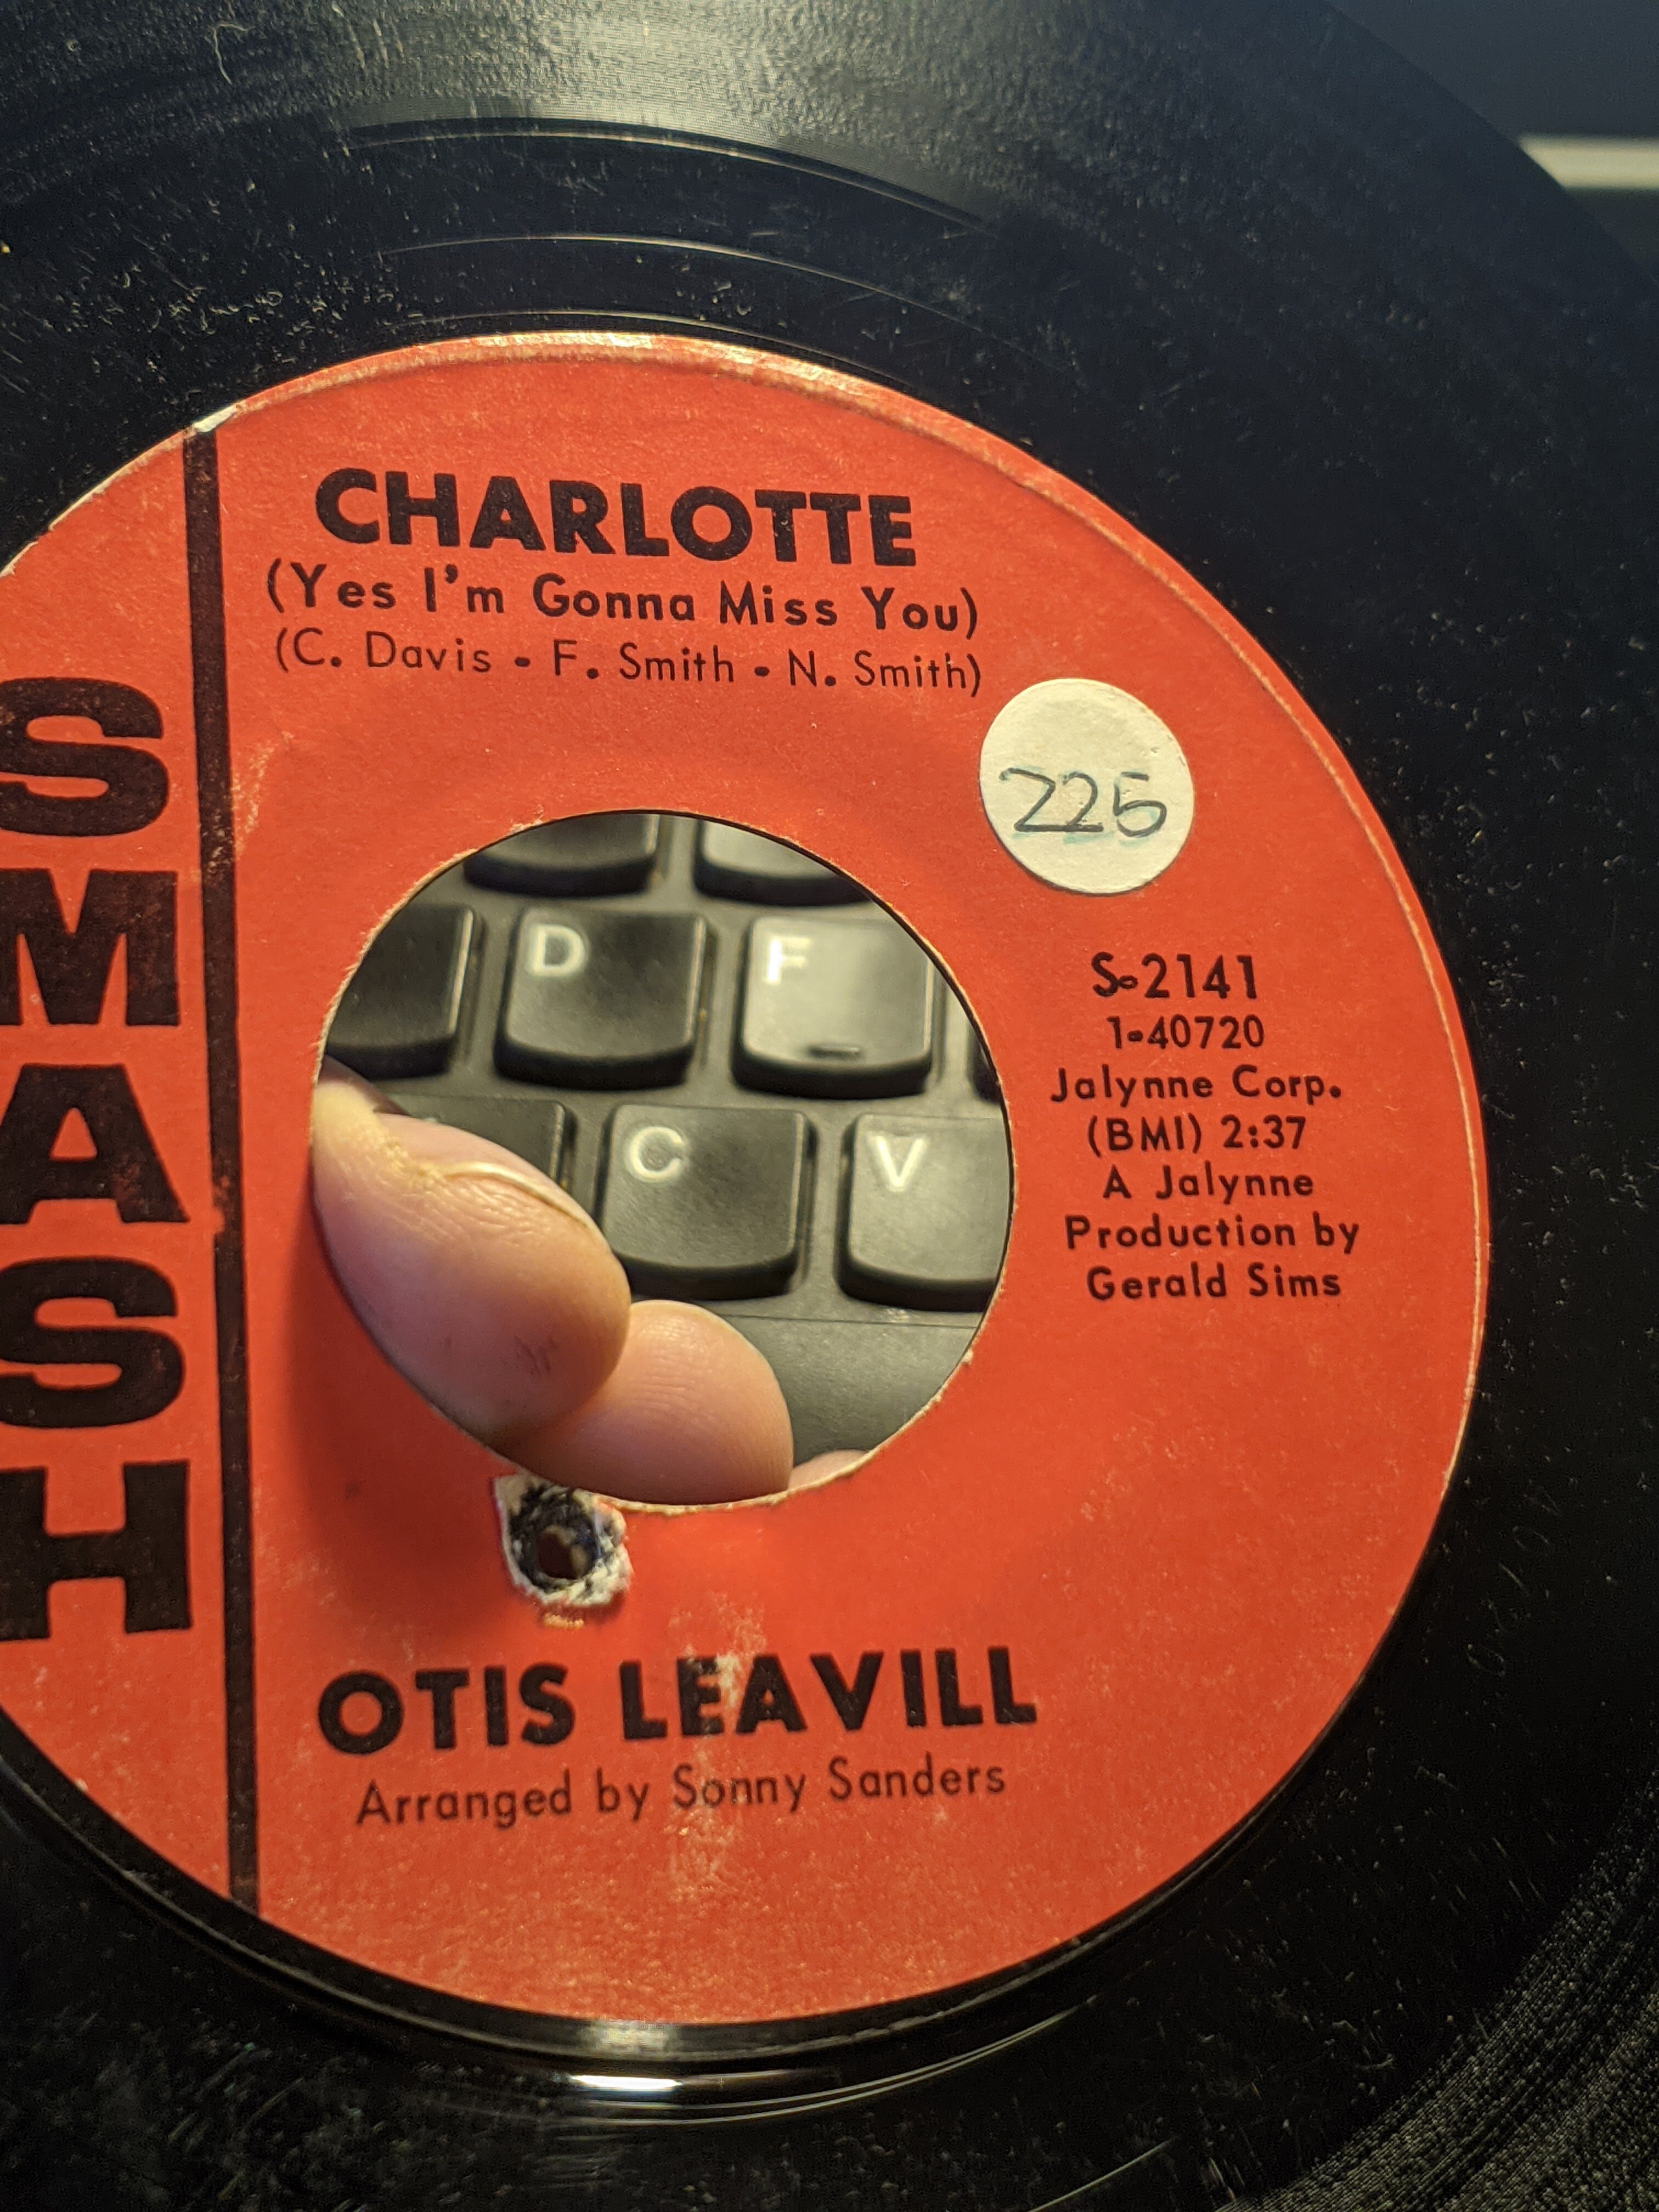 CHARLOTTE
(Yes I'm Gonna Miss You)
(C. Davis - F. Smith - N. Smith)
SMASH
225
D F
C V
S-2141
1-40720
Jalynne Corp.
(BMI) 2:37
A Jalynne
Production by
Gerald Sims
OTIS LEAVILL
Arranged by Sonny Sanders